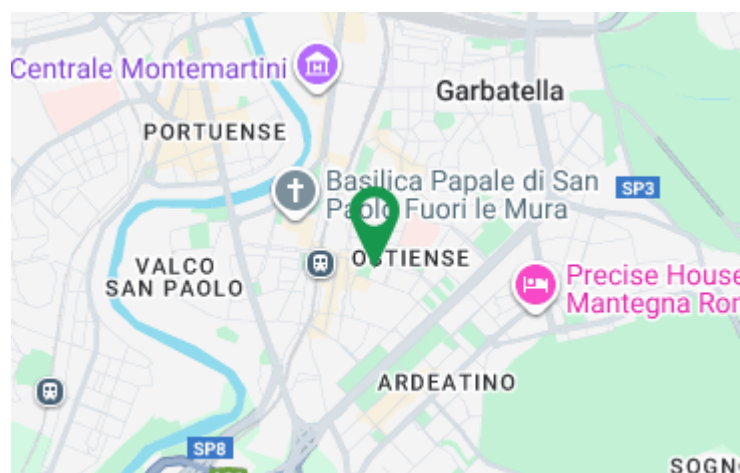 Centrale Montemartini
Garbatella
PORTUENSE
Basilica Papale di San
Paolo Fuori le Mura
SP3
VALCO
SAN PAOLO
OSTIENSE
Precise House
Mantegna Rom
ARDEATINO
SP8
SOGN